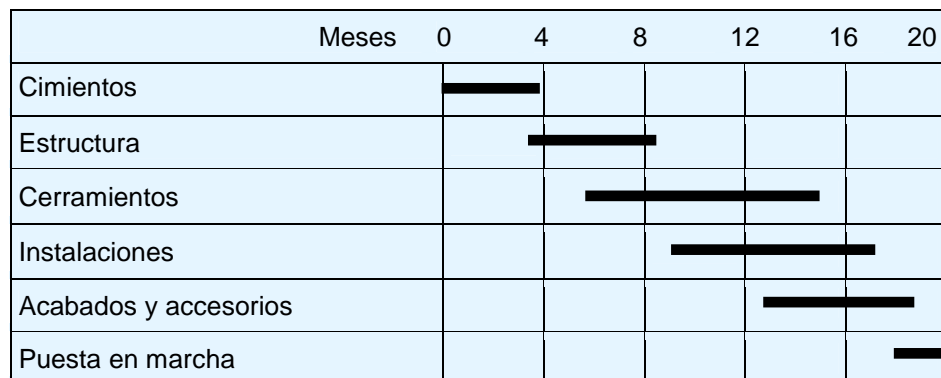 Meses 0 4 8 12 16 20
Cimientos
Estructura
Cerramientos
Instalaciones
Acabados y accesorios
Puesta en marcha